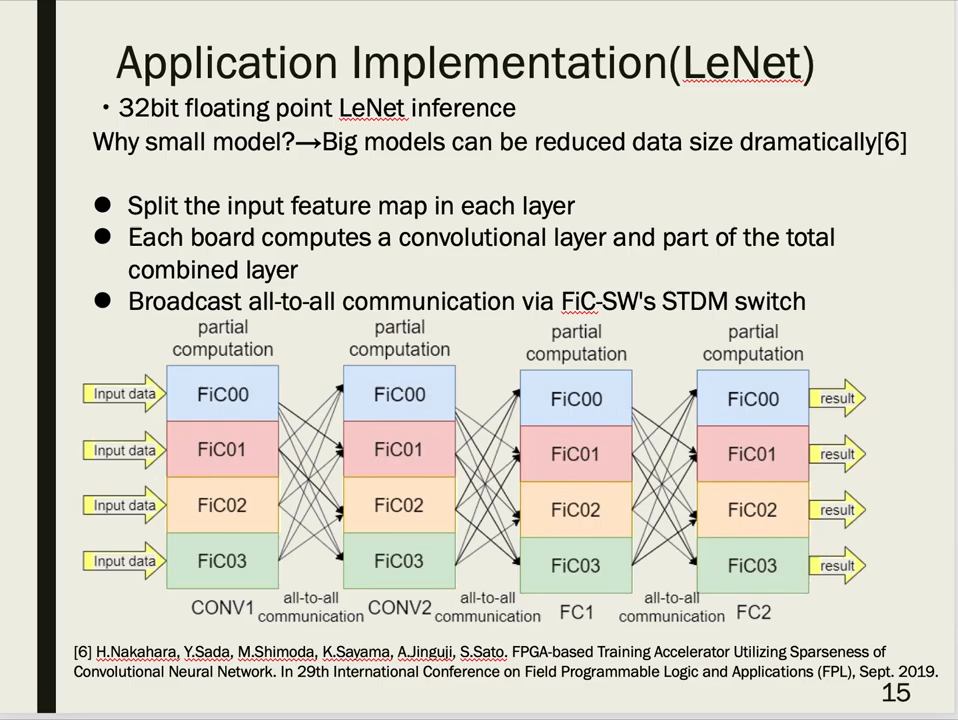 Application Implementation(LeNet)
・32bit floating point LeNet inference
Why small model?→Big models can be reduced data size dramatically[6]
● Split the input feature map in each layer
● Each board computes a convolutional layer and part of the total
combined layer
● Broadcast all-to-all communication via FiC-SW's STDM switch
partial
computation
partial
computation
partial
computation
partial
computation
Input data
FiC00
FiC00
FiC00
FiC00
result
Input data
FiC01
FiC01
FiC01
FiC01
result
Input data
FiC02
FiC02
FiC02
FiC02
result
Input data
FiC03
FiC03
FiC03
FiC03
result
CONV1
all-to-all
communication
CONV2
all-to-all
communication
FC1
all-to-all
communication
FC2
[6] H.Nakahara, Y.Sada, M.Shimoda, K.Sayama, A.Jinguji, S.Sato. FPGA-based Training Accelerator Utilizing Sparseness of
Convolutional Neural Network. In 29th International Conference on Field Programmable Logic and Applications (FPL), Sept. 2019.
15